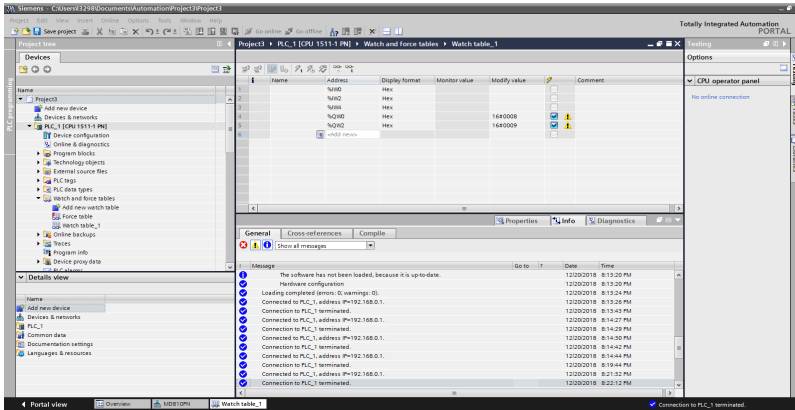 Siemens - C:\Users\3298\Documents\Automation\Project3\Project3
Project Edit View Insert Online Options Tools Window Help
Totally Integrated Automation
PORTAL
Save project
Go online
Go offline
Project tree
Devices
Name
Project3
Add new device
Devices & networks
PLC_1 [CPU 1511-1 PN]
Device configuration
Online & diagnostics
Program blocks
Technology objects
External source files
PLC tags
PLC data types
Watch and force tables
Add new watch table
Force table
Watch table_1
Online backups
Traces
Program info
Device proxy data
PLC alarms
Details view
Name
Add new device
Devices & networks
PLC_1
Common data
Documentation settings
Languages & resources
PLC programming
Project3 PLC_1 [CPU 1511-1 PN] Watch and force tables Watch table_1
i Name Address Display format Monitor value Modify value Comment
1 %IW0 Hex
2 %IW2 Hex
3 %IW4 Hex
4 %QW0 Hex 16#0008
5 %QW2 Hex 16#0009
6 <Add new>
Properties Info Diagnostics
General Cross-references Compile
Show all messages
! Message Go to ? Date Time
The software has not been loaded, because it is up-to-date. 12/20/2018 8:13:20 PM
Hardware configuration 12/20/2018 8:13:20 PM
Loading completed (errors: 0; warnings: 0). 12/20/2018 8:13:24 PM
Connected to PLC_1, address IP=192.168.0.1. 12/20/2018 8:13:26 PM
Connection to PLC_1 terminated. 12/20/2018 8:13:43 PM
Connected to PLC_1, address IP=192.168.0.1. 12/20/2018 8:14:27 PM
Connection to PLC_1 terminated. 12/20/2018 8:14:29 PM
Connected to PLC_1, address IP=192.168.0.1. 12/20/2018 8:14:30 PM
Connection to PLC_1 terminated. 12/20/2018 8:14:42 PM
Connected to PLC_1, address IP=192.168.0.1. 12/20/2018 8:14:44 PM
Connection to PLC_1 terminated. 12/20/2018 8:19:44 PM
Connected to PLC_1, address IP=192.168.0.1. 12/20/2018 8:21:32 PM
Connection to PLC_1 terminated. 12/20/2018 8:22:12 PM
Testing
Options
CPU operator panel
No online connection
Portal view
Overview
MDB10PN
Watch table_1
Connection to PLC_1 terminated.